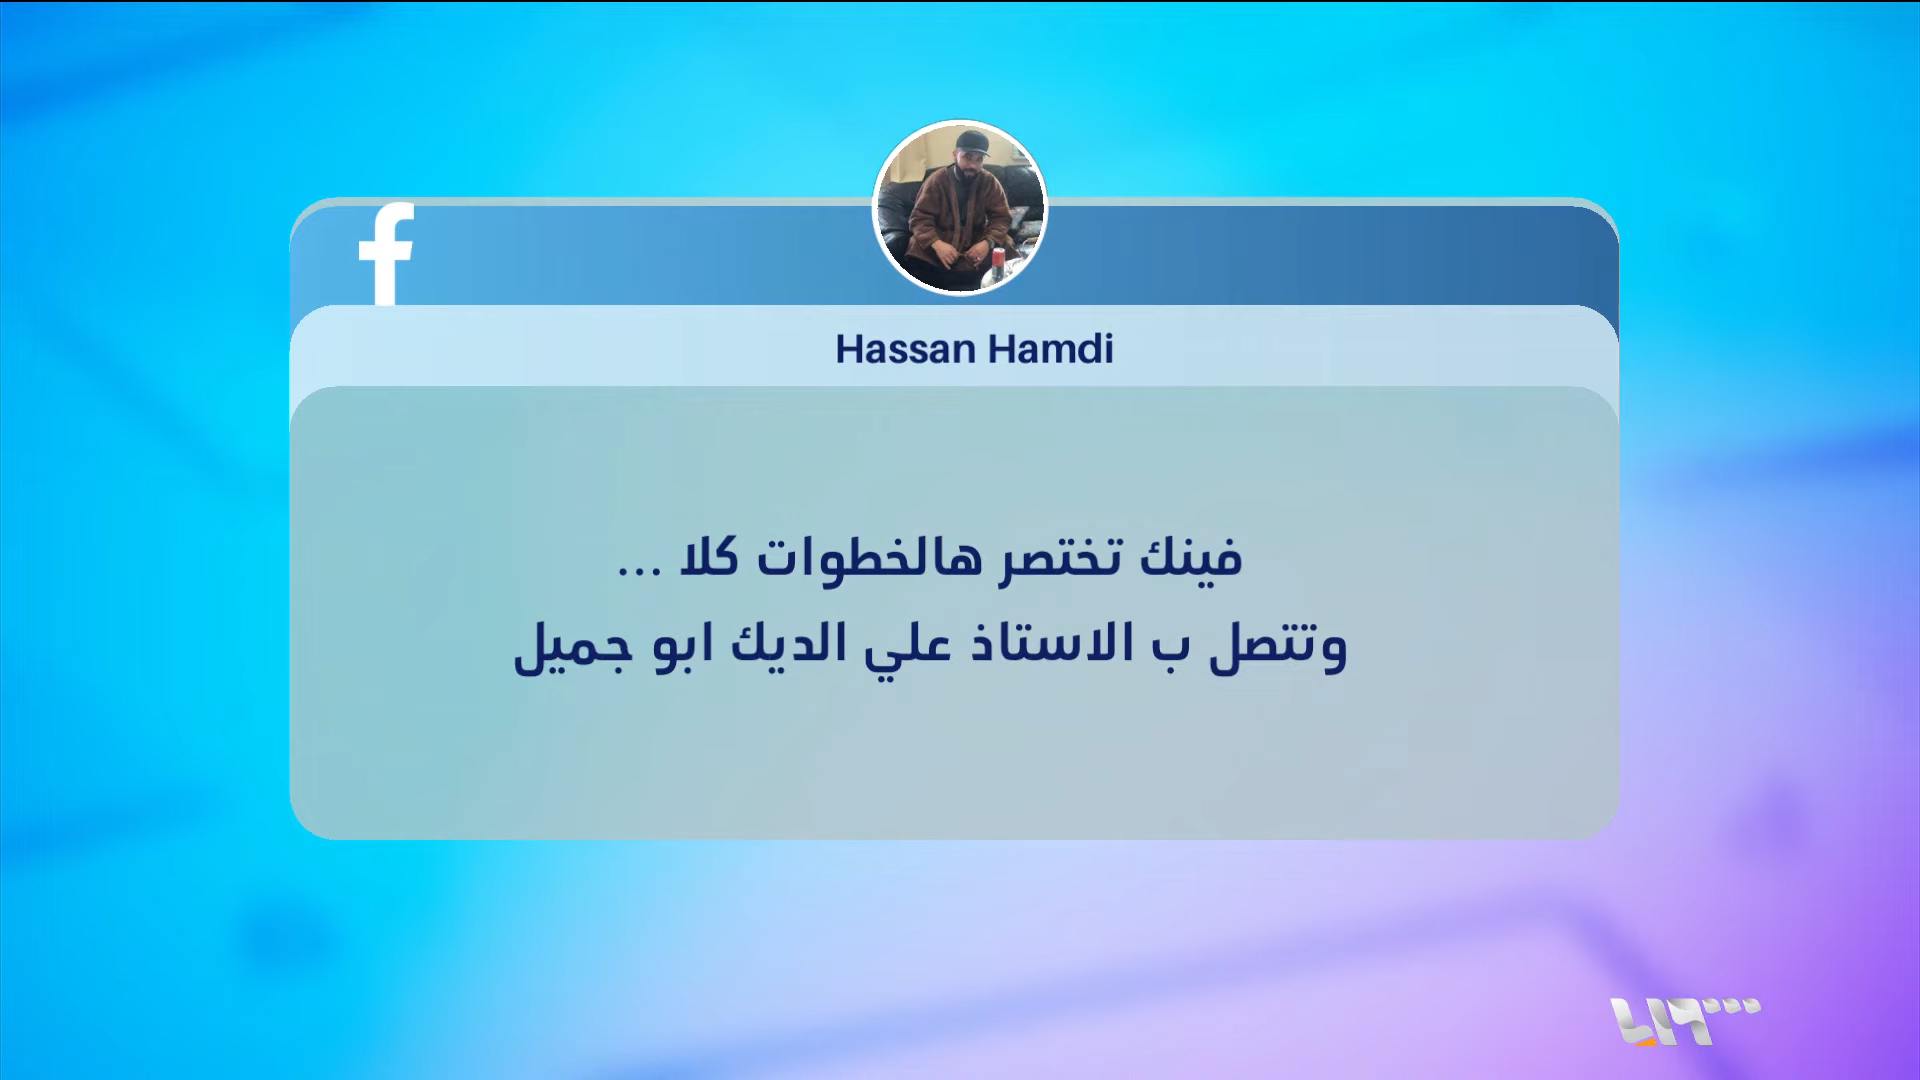 Hassan Hamdi
فينك تختصر هالخطوات كلا ...
وتتصل ب الاستاذ علي الديك ابو جميل